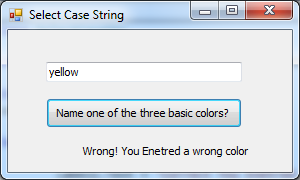 Select Case String
yellow
Name one of the three basic colors?
Wrong! You Enetred a wrong color